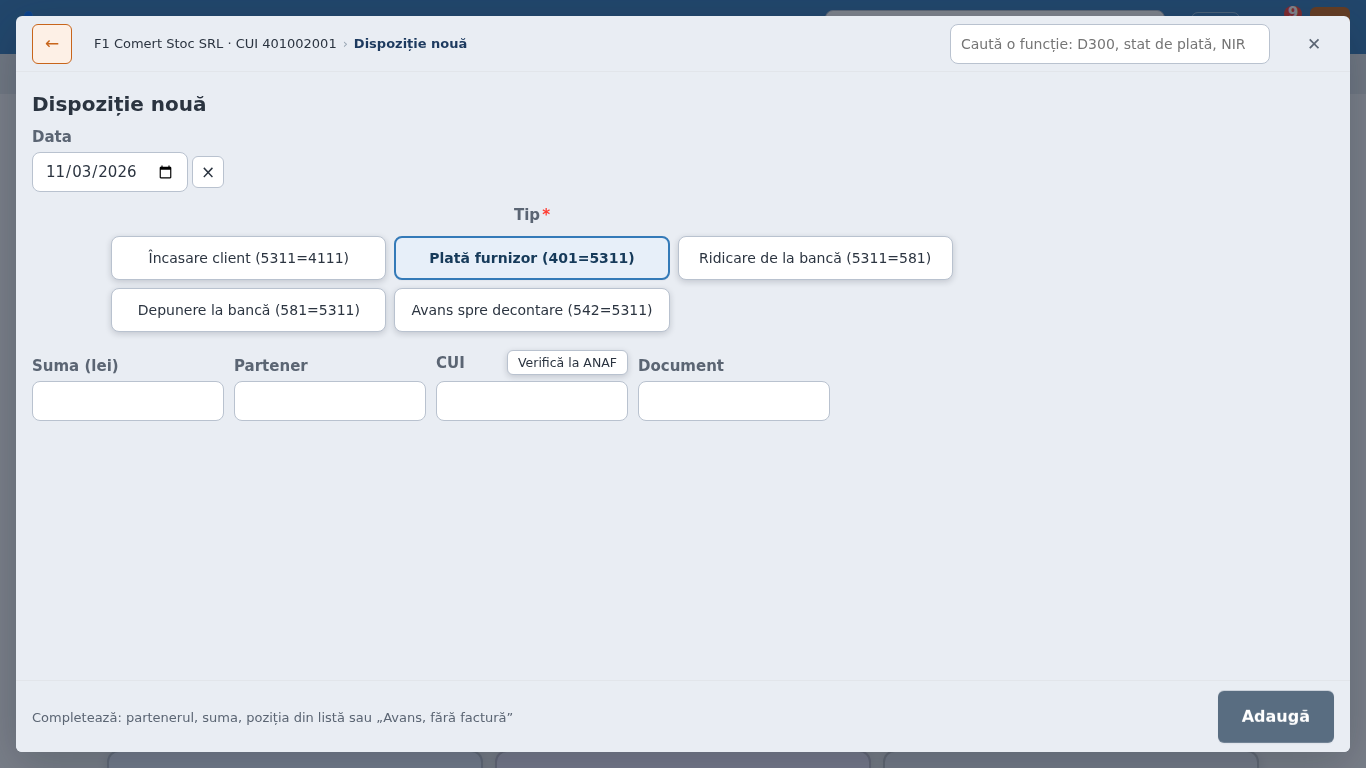 9
← F1 Comert Stoc SRL · CUI 401002001 › Dispoziție nouă Caută o funcție: D300, stat de plată, NIR ✕
Dispoziție nouă
Data
11/03/2026 ×
Tip*
Încasare client (5311=4111) Plată furnizor (401=5311) Ridicare de la bancă (5311=581)
Depunere la bancă (581=5311) Avans spre decontare (542=5311)
Suma (lei) Partener CUI Verifică la ANAF Document
Completează: partenerul, suma, poziția din listă sau „Avans, fără factură” Adaugă